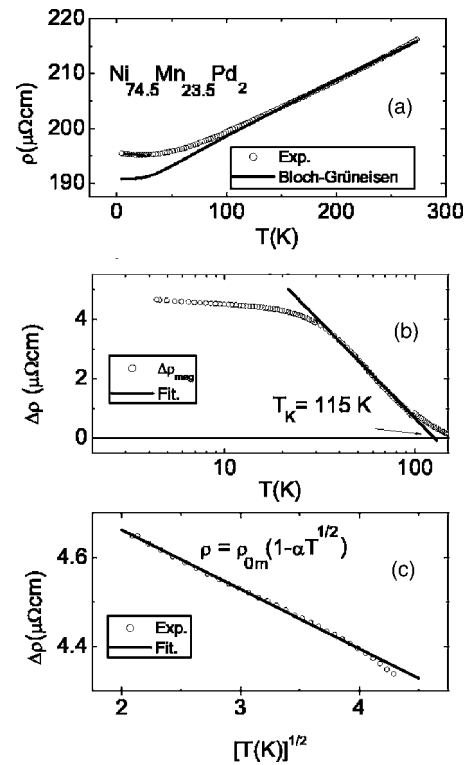 220
210
200
190
ρ(μΩcm)
Ni74.5Mn23.5Pd2
(a)
Exp.
Bloch-Grüneisen
0 100 200 300
T(K)
4
2
0
Δρ (μΩcm)
(b)
Δρmag
Fit.
TK= 115 K
10 100
T(K)
4.6
4.4
Δρ(μΩcm)
ρ = ρ0m(1-αT1/2)
(c)
Exp.
Fit.
2 3 4
[T(K)]1/2